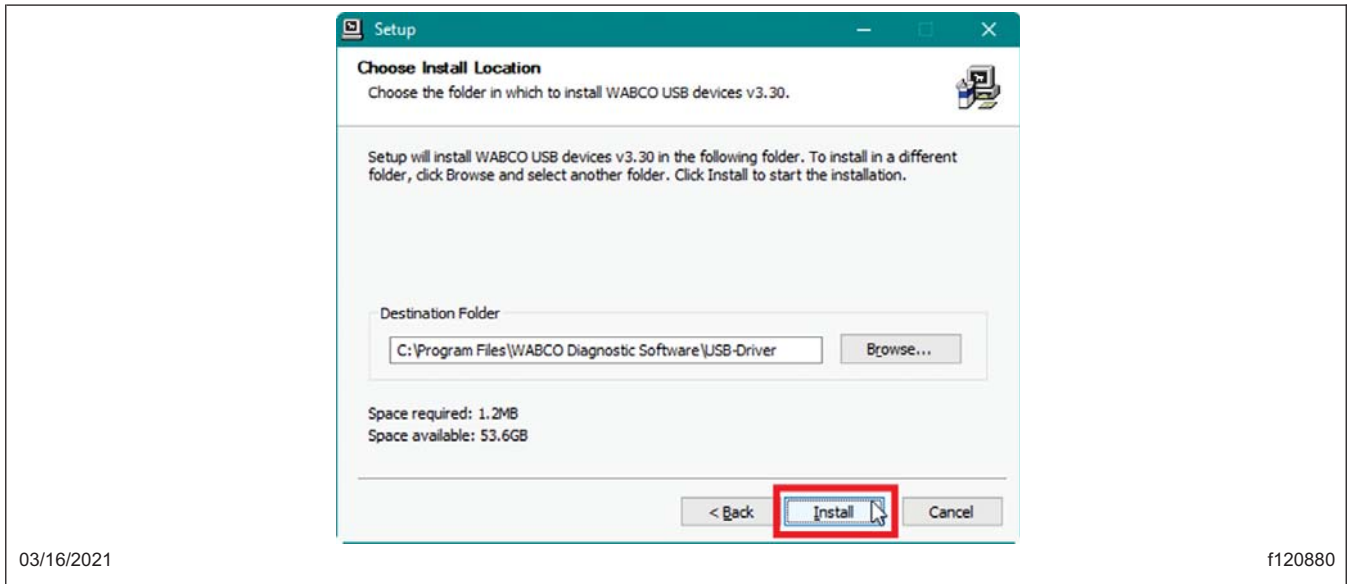 Setup
Choose Install Location
Choose the folder in which to install WABCO USB devices v3.30.
Setup will install WABCO USB devices v3.30 in the following folder. To install in a different
folder, click Browse and select another folder. Click Install to start the installation.
Destination Folder
C:\Program Files\WABCO Diagnostic Software\USB-Driver
Browse...
Space required: 1.2MB
Space available: 53.6GB
< Back
Install
Cancel
03/16/2021
f120880